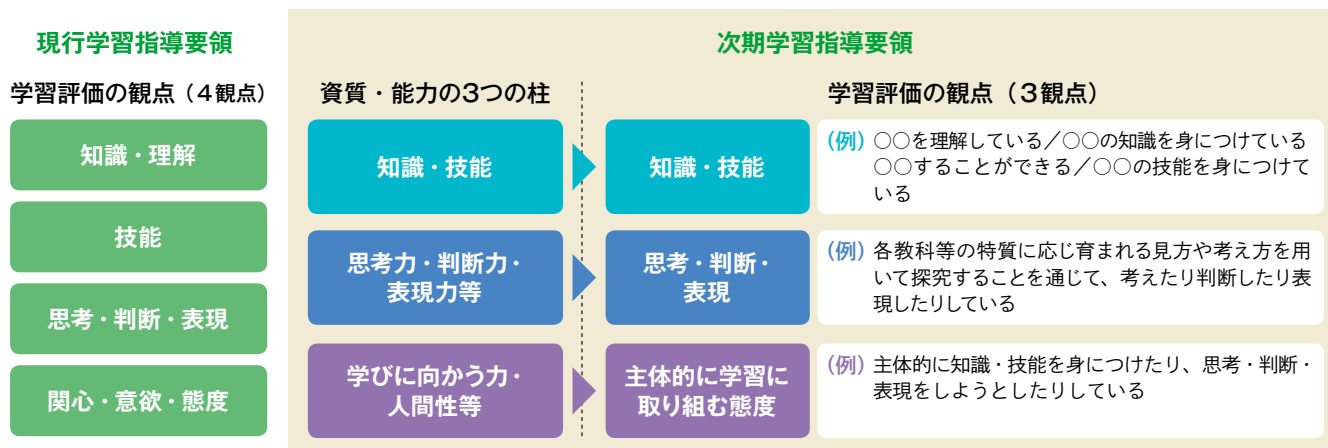 現行学習指導要領
学習評価の観点（4観点）
知識・理解
技能
思考・判断・表現
関心・意欲・態度
次期学習指導要領
資質・能力の3つの柱
学習評価の観点（3観点）
知識・技能
知識・技能
(例) ○○を理解している／○○の知識を身につけている
○○することができる／○○の技能を身につけて
いる
思考力・判断力・
表現力等
思考・判断・
表現
(例) 各教科等の特質に応じ育まれる見方や考え方を用
いて探究することを通じて、考えたり判断したり表
現したりしている
学びに向かう力・
人間性等
主体的に学習に
取り組む態度
(例) 主体的に知識・技能を身につけたり、思考・判断・
表現をしようとしたりしている